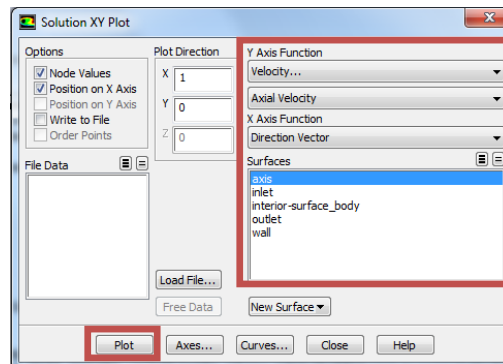 Solution XY Plot
Options
Node Values
Position on X Axis
Position on Y Axis
Write to File
Order Points
File Data
Plot Direction
X 1
Y 0
Z 0
Load File...
Free Data
Y Axis Function
Velocity...
Axial Velocity
X Axis Function
Direction Vector
Surfaces
axis
inlet
interior-surface_body
outlet
wall
New Surface
Plot
Axes...
Curves...
Close
Help